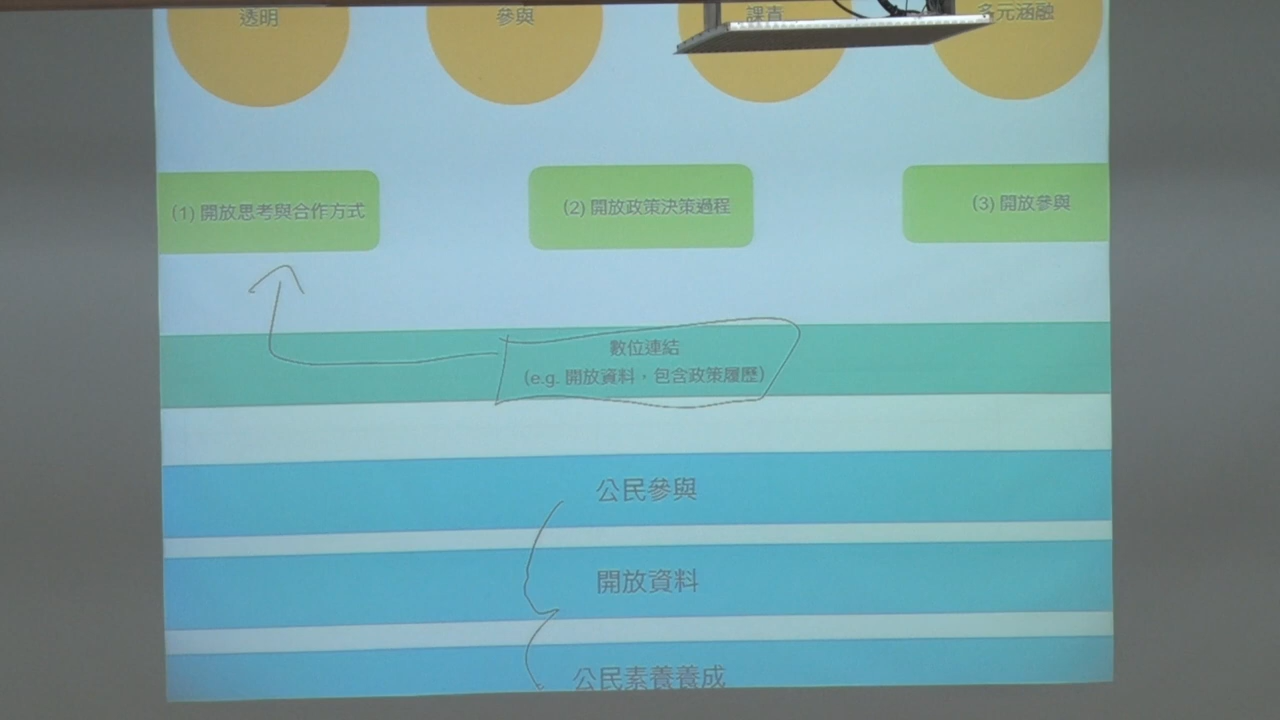 透明
參與
課責
多元涵融
(1) 開放思考與合作方式
(2) 開放政策決策過程
(3) 開放參與
數位連結
(e.g. 開放資料，包含政策履歷)
公民參與
開放資料
公民素養養成